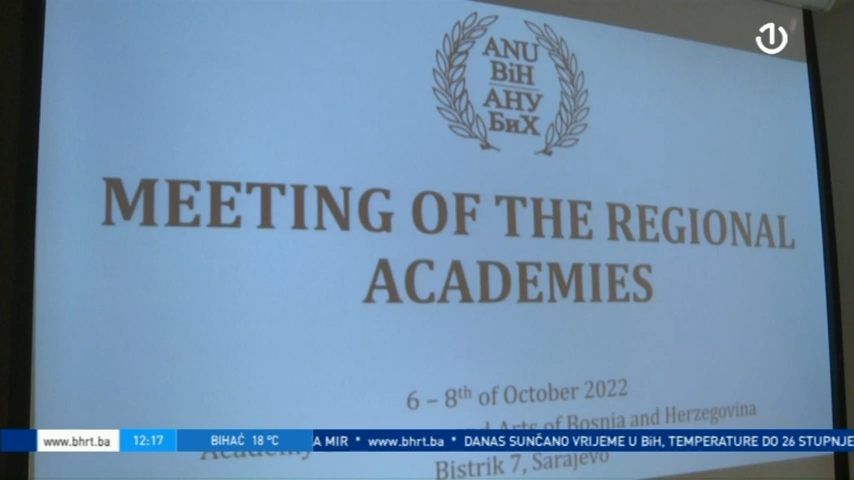 ANU
BiH
АНУ
БиХ
MEETING OF THE REGIONAL
ACADEMIES
6 – 8th of October 2022
Arts of Bosnia and Herzegovina
Bistrik 7, Sarajevo
www.bhrt.ba 12:17 BIHAĆ 18 °C A MIR * www.bhrt.ba * DANAS SUNČANO VRIJEME U BiH, TEMPERATURE DO 26 STUPNJE